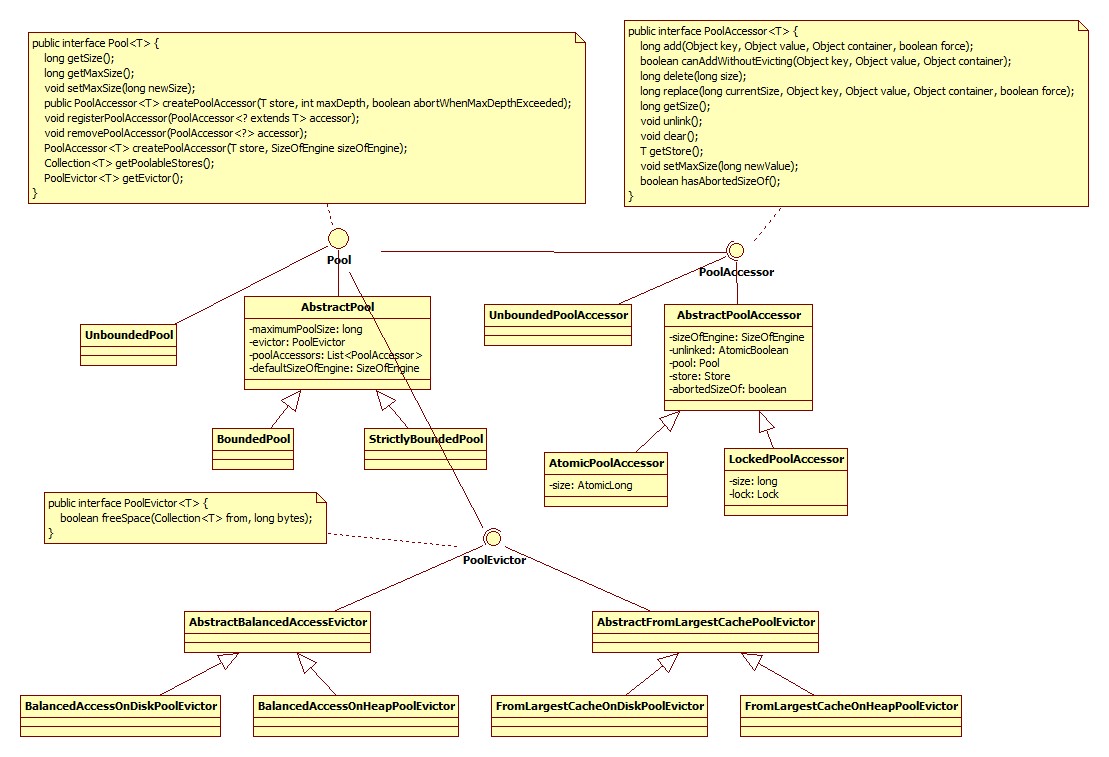 public interface Pool<T> {
long getSize();
long getMaxSize();
void setMaxSize(long newSize);
public PoolAccessor<T> createPoolAccessor(T store, int maxDepth, boolean abortWhenMaxDepthExceeded);
void registerPoolAccessor(PoolAccessor<? extends T> accessor);
void removePoolAccessor(PoolAccessor<?> accessor);
PoolAccessor<T> createPoolAccessor(T store, SizeOfEngine sizeOfEngine);
Collection<T> getPoolableStores();
PoolEvictor<T> getEvictor();
}
public interface PoolAccessor<T> {
long add(Object key, Object value, Object container, boolean force);
boolean canAddWithoutEvicting(Object key, Object value, Object container);
long delete(long size);
long replace(long currentSize, Object key, Object value, Object container, boolean force);
long getSize();
void unlink();
void clear();
T getStore();
void setMaxSize(long newValue);
boolean hasAbortedSizeOf();
}
Pool
PoolAccessor
UnboundedPool
AbstractPool
-maximumPoolSize: long
-evictor: PoolEvictor
-poolAccessors: List<PoolAccessor>
-defaultSizeOfEngine: SizeOfEngine
UnboundedPoolAccessor
AbstractPoolAccessor
-sizeOfEngine: SizeOfEngine
-unlinked: AtomicBoolean
-pool: Pool
-store: Store
-abortedSizeOf: boolean
BoundedPool
StrictlyBoundedPool
AtomicPoolAccessor
-size: AtomicLong
LockedPoolAccessor
-size: long
-lock: Lock
public interface PoolEvictor<T> {
boolean freeSpace(Collection<T> from, long bytes);
}
PoolEvictor
AbstractBalancedAccessEvictor
AbstractFromLargestCachePoolEvictor
BalancedAccessOnDiskPoolEvictor
BalancedAccessOnHeapPoolEvictor
FromLargestCacheOnDiskPoolEvictor
FromLargestCacheOnHeapPoolEvictor